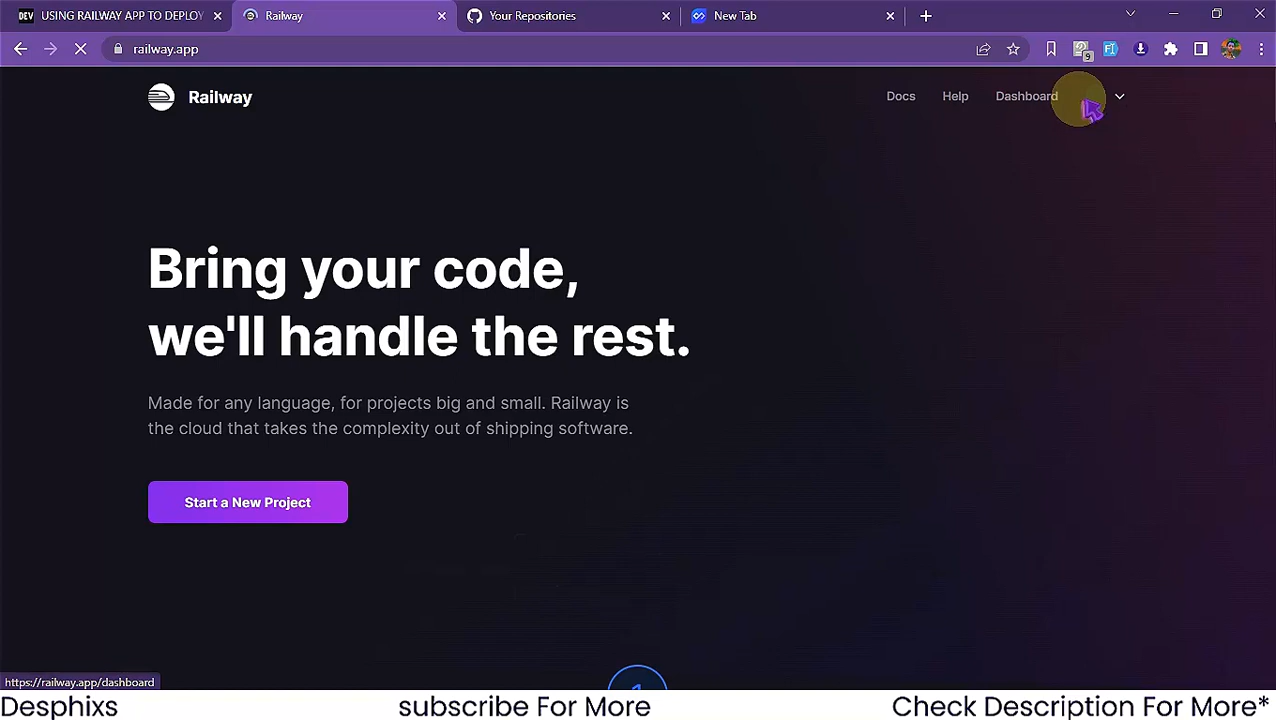 DEV USING RAILWAY APP TO DEPLOY
Railway
Your Repositories
New Tab
railway.app
9
Railway
Docs
Help
Dashboard
Bring your code,
we'll handle the rest.
Made for any language, for projects big and small. Railway is
the cloud that takes the complexity out of shipping software.
Start a New Project
https://railway.app/dashboard
Desphixs
subscribe For More
Check Description For More*